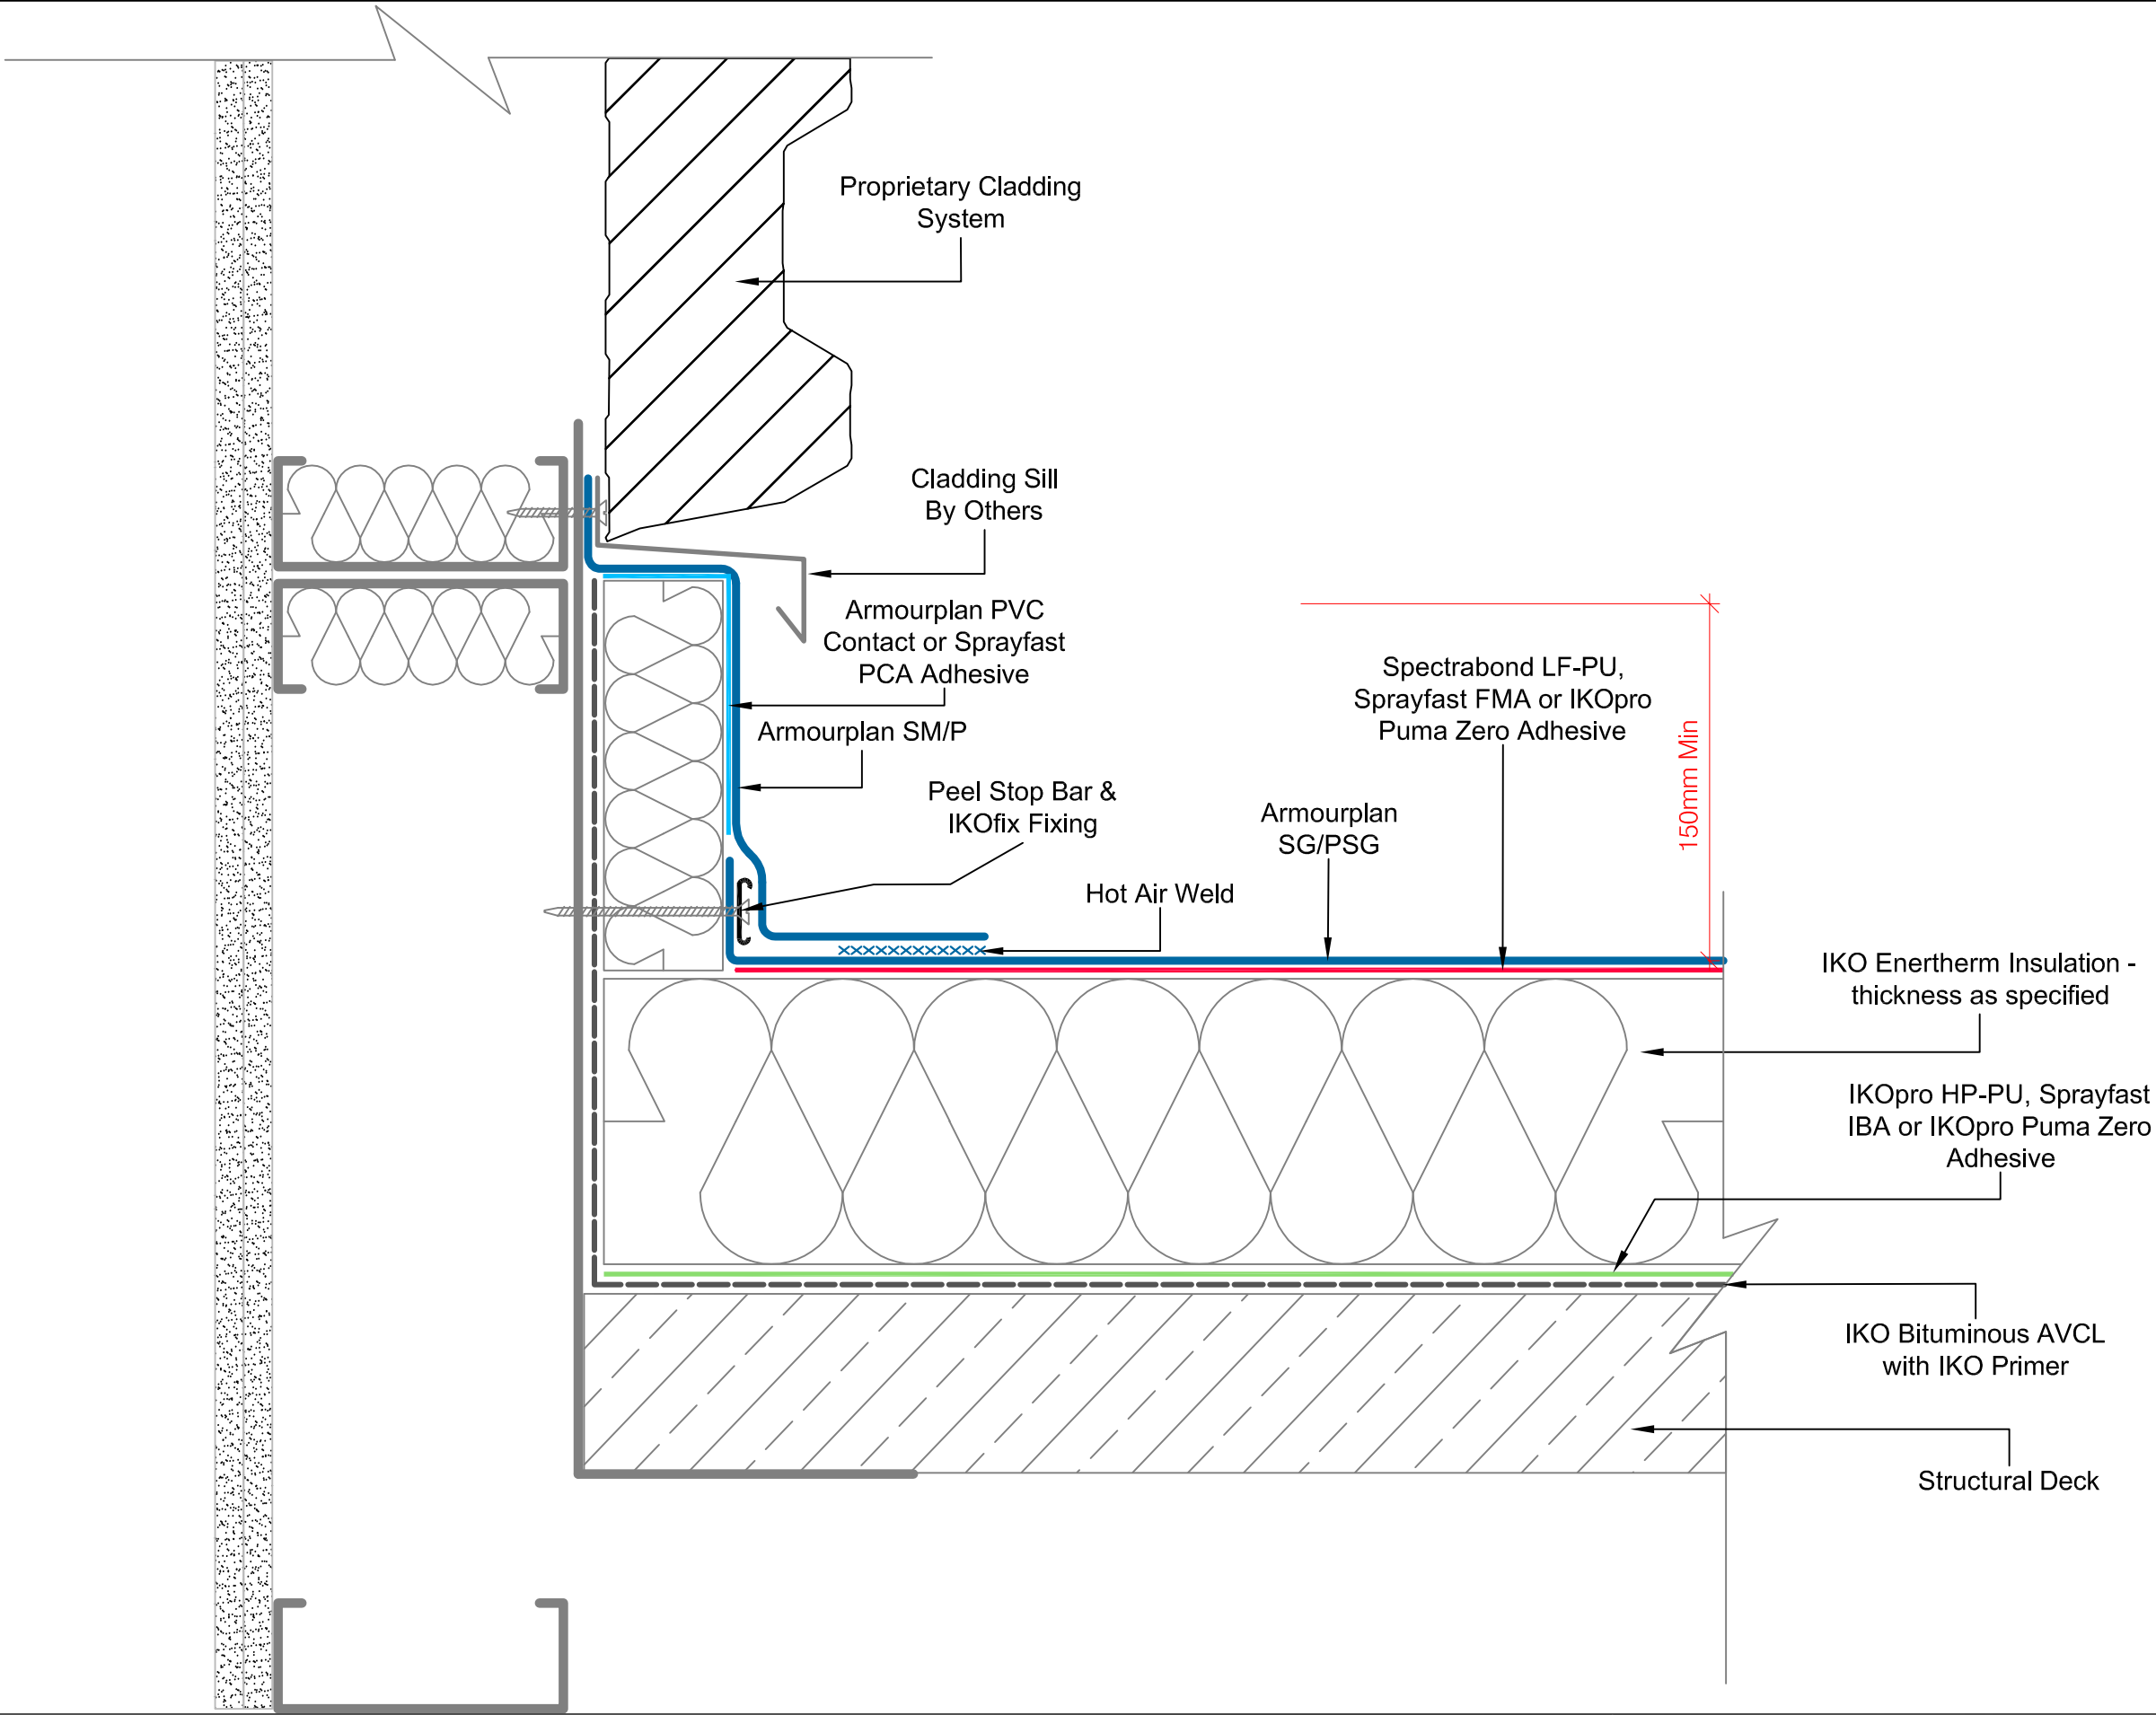 Proprietary Cladding
System
Cladding Sill
By Others
Armourplan PVC
Contact or Sprayfast
PCA Adhesive
Armourplan SM/P
Peel Stop Bar &
IKOfix Fixing
Hot Air Weld
Armourplan
SG/PSG
Spectrabond LF-PU,
Sprayfast FMA or IKOpro
Puma Zero Adhesive
150mm Min
IKO Enertherm Insulation -
thickness as specified
IKOpro HP-PU, Sprayfast
IBA or IKOpro Puma Zero
Adhesive
IKO Bituminous AVCL
with IKO Primer
Structural Deck